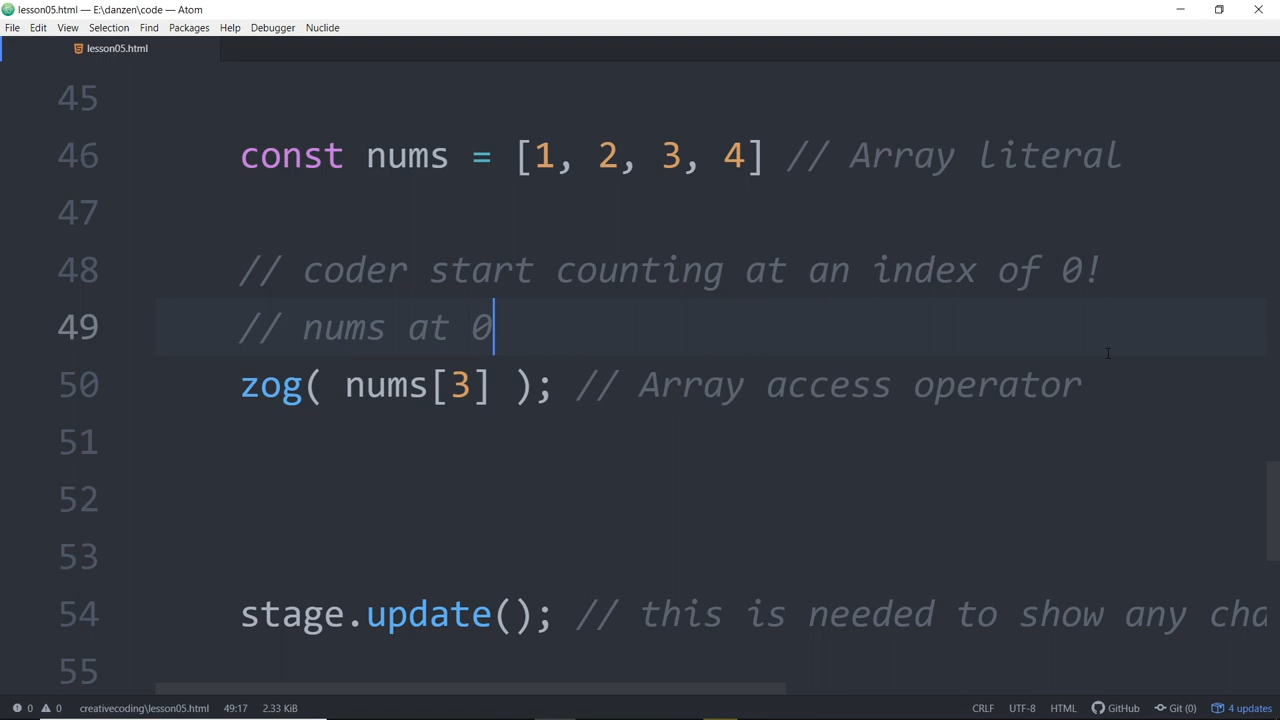 lesson05.html — E:\danzen\code — Atom
File Edit View Selection Find Packages Help Debugger Nuclide
lesson05.html
45
46 const nums = [1, 2, 3, 4] // Array literal
47
48 // coder start counting at an index of 0!
49 // nums at 0
50 zog( nums[3] ); // Array access operator
51
52
53
54 stage.update(); // this is needed to show any cha
55
0 0 creativecoding\lesson05.html 49:17 2.33 KiB CRLF UTF-8 HTML GitHub Git (0) 4 updates